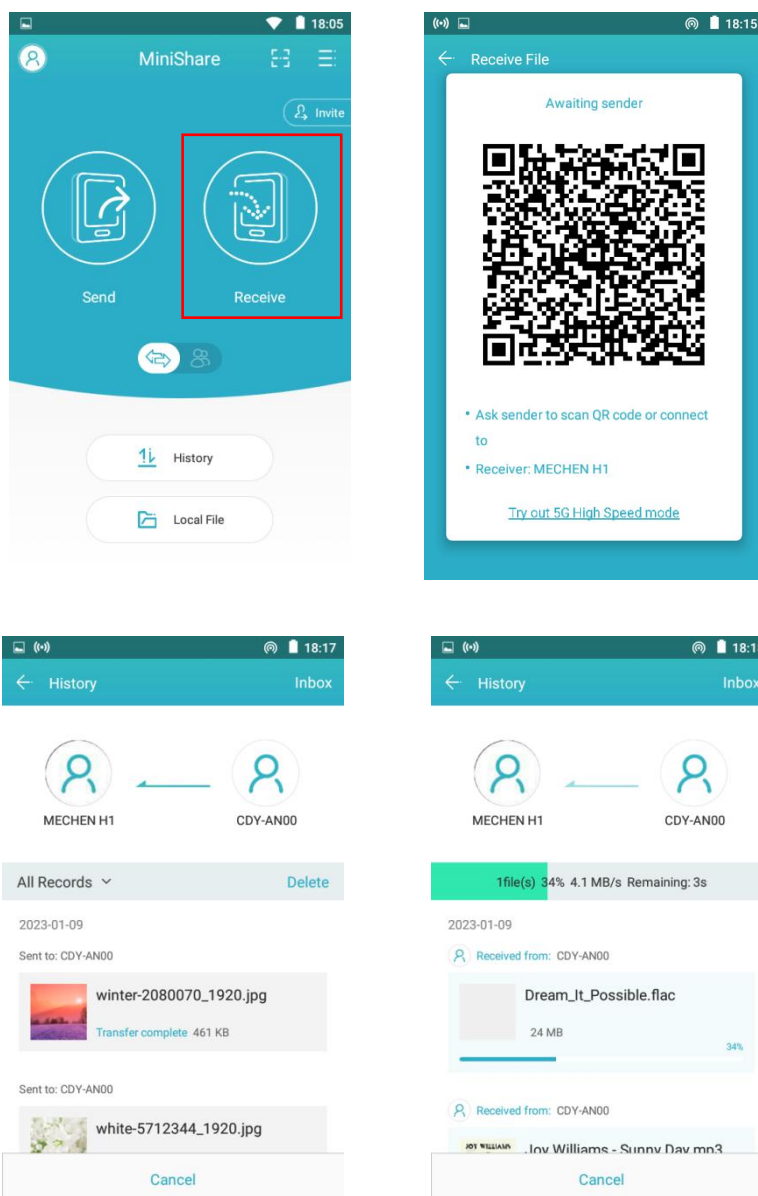 18:05
MiniShare
Invite
Send
Receive
History
Local File
18:15
Receive File
Awaiting sender
Ask sender to scan QR code or connect
to
Receiver: MECHEN H1
Try out 5G High Speed mode
18:17
History
Inbox
MECHEN H1
CDY-AN00
All Records
Delete
2023-01-09
Sent to: CDY-AN00
winter-2080070_1920.jpg
Transfer complete 461 KB
Sent to: CDY-AN00
white-5712344_1920.jpg
Cancel
History
Inbox
MECHEN H1
CDY-AN00
1file(s) 34% 4.1 MB/s Remaining: 3s
2023-01-09
Received from: CDY-AN00
Dream_It_Possible.flac
24 MB
34%
Received from: CDY-AN00
JOY WILLIAMS
Joy Williams - Sunny Day.mp3
Cancel